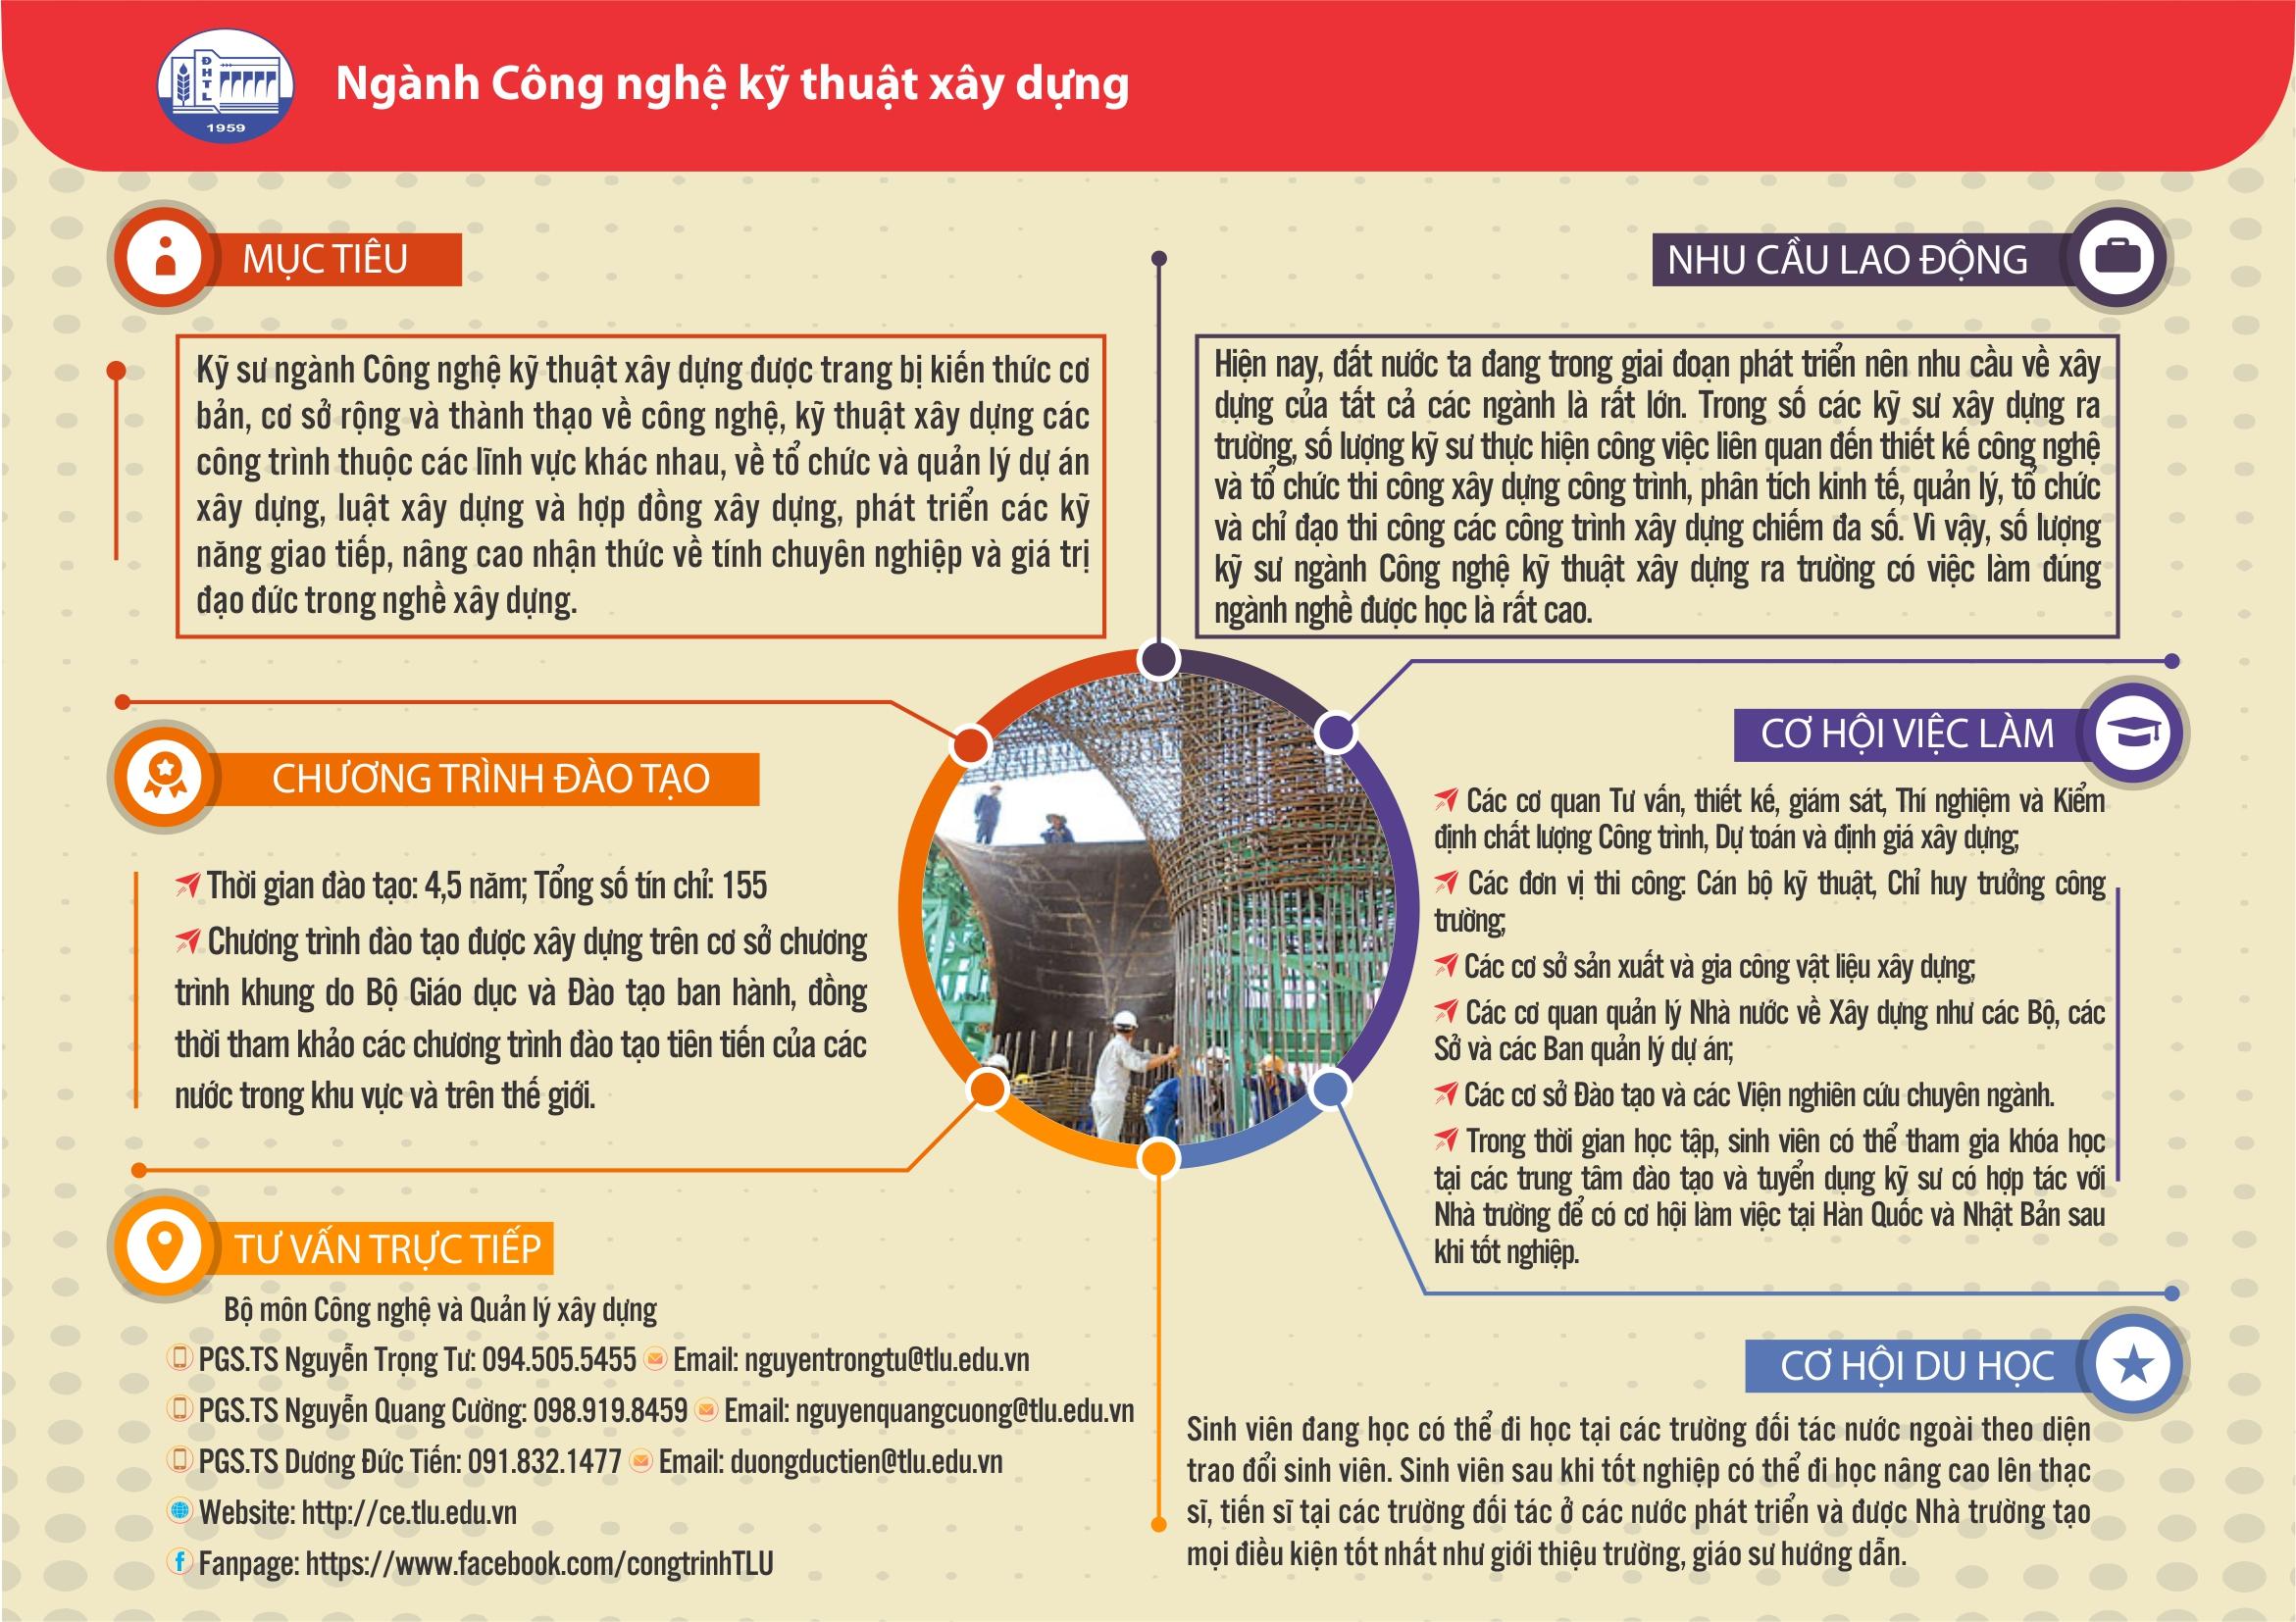 ĐHTL
1959
Ngành Công nghệ kỹ thuật xây dựng
MỤC TIÊU
Kỹ sư ngành Công nghệ kỹ thuật xây dựng được trang bị kiến thức cơ
bản, cơ sở rộng và thành thạo về công nghệ, kỹ thuật xây dựng các
công trình thuộc các lĩnh vực khác nhau, về tổ chức và quản lý dự án
xây dựng, luật xây dựng và hợp đồng xây dựng, phát triển các kỹ
năng giao tiếp, nâng cao nhận thức về tính chuyên nghiệp và giá trị
đạo đức trong nghề xây dựng.
NHU CẦU LAO ĐỘNG
Hiện nay, đất nước ta đang trong giai đoạn phát triển nên nhu cầu về xây
dựng của tất cả các ngành là rất lớn. Trong số các kỹ sư xây dựng ra
trường, số lượng kỹ sư thực hiện công việc liên quan đến thiết kế công nghệ
và tổ chức thi công xây dựng công trình, phân tích kinh tế, quản lý, tổ chức
và chỉ đạo thi công các công trình xây dựng chiếm đa số. Vì vậy, số lượng
kỹ sư ngành Công nghệ kỹ thuật xây dựng ra trường có việc làm đúng
ngành nghề được học là rất cao.
CHƯƠNG TRÌNH ĐÀO TẠO
Thời gian đào tạo: 4,5 năm; Tổng số tín chỉ: 155
Chương trình đào tạo được xây dựng trên cơ sở chương
trình khung do Bộ Giáo dục và Đào tạo ban hành, đồng
thời tham khảo các chương trình đào tạo tiên tiến của các
nước trong khu vực và trên thế giới.
CƠ HỘI VIỆC LÀM
Các cơ quan Tư vấn, thiết kế, giám sát, Thí nghiệm và Kiểm
định chất lượng Công trình, Dự toán và định giá xây dựng;
Các đơn vị thi công: Cán bộ kỹ thuật, Chỉ huy trưởng công
trường;
Các cơ sở sản xuất và gia công vật liệu xây dựng;
Các cơ quan quản lý Nhà nước về Xây dựng như các Bộ, các
Sở và các Ban quản lý dự án;
Các cơ sở Đào tạo và các Viện nghiên cứu chuyên ngành.
Trong thời gian học tập, sinh viên có thể tham gia khóa học
tại các trung tâm đào tạo và tuyển dụng kỹ sư có hợp tác với
Nhà trường để có cơ hội làm việc tại Hàn Quốc và Nhật Bản sau
khi tốt nghiệp.
TƯ VẤN TRỰC TIẾP
Bộ môn Công nghệ và Quản lý xây dựng
PGS.TS Nguyễn Trọng Tư: 094.505.5455 Email: nguyentrongtu@tlu.edu.vn
PGS.TS Nguyễn Quang Cường: 098.919.8459 Email: nguyenquangcuong@tlu.edu.vn
PGS.TS Dương Đức Tiến: 091.832.1477 Email: duongductien@tlu.edu.vn
Website: http://ce.tlu.edu.vn
Fanpage: https://www.facebook.com/congtrinhTLU
CƠ HỘI DU HỌC
Sinh viên đang học có thể đi học tại các trường đối tác nước ngoài theo diện
trao đổi sinh viên. Sinh viên sau khi tốt nghiệp có thể đi học nâng cao lên thạc
sĩ, tiến sĩ tại các trường đối tác ở các nước phát triển và được Nhà trường tạo
mọi điều kiện tốt nhất như giới thiệu trường, giáo sư hướng dẫn.